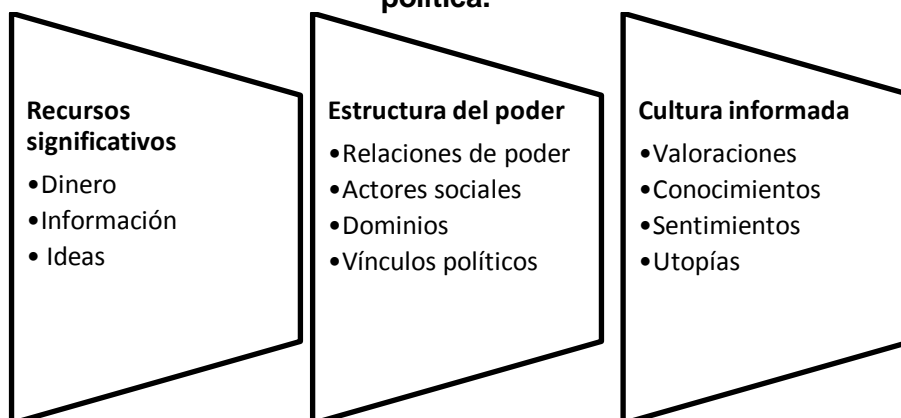 política.
Recursos
significativos
•Dinero
•Información
• Ideas
Estructura del poder
•Relaciones de poder
•Actores sociales
•Dominios
•Vínculos políticos
Cultura informada
•Valoraciones
•Conocimientos
•Sentimientos
•Utopías